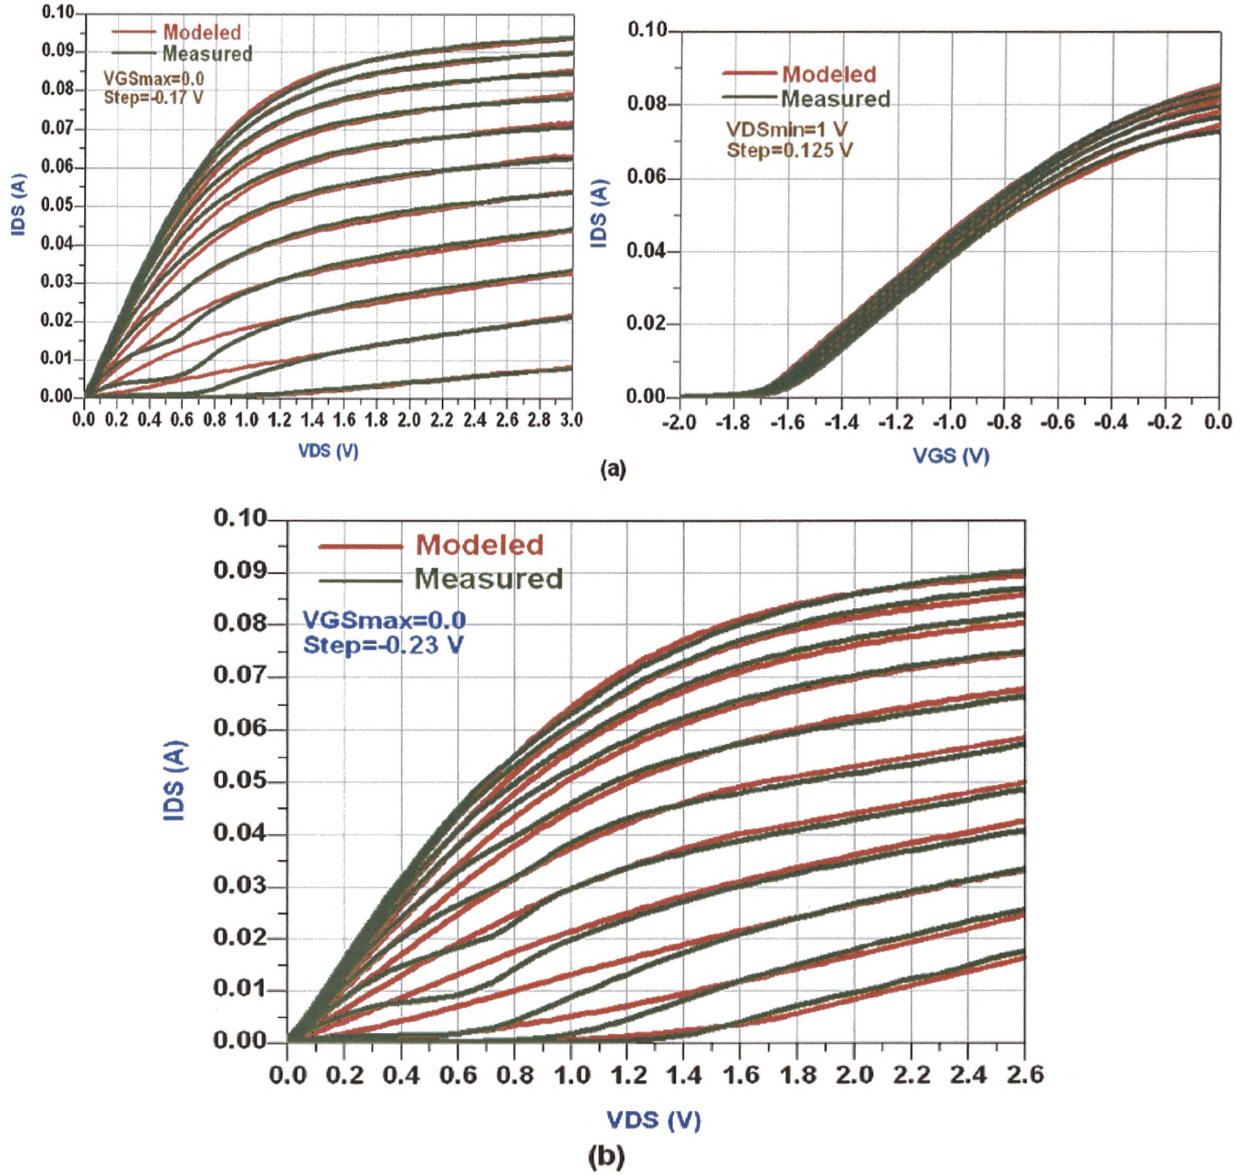 0.10
0.09
0.08
0.07
0.06
0.05
0.04
0.03
0.02
0.01
0.00
IDS (A)
Modeled
Measured
VGSmax=0.0
Step=-0.17 V
0.0 0.2 0.4 0.6 0.8 1.0 1.2 1.4 1.6 1.8 2.0 2.2 2.4 2.6 2.8 3.0
VDS (V)
0.10
0.08
0.06
0.04
0.02
0.00
IDS (A)
Modeled
Measured
VDSmin=1 V
Step=0.125 V
-2.0 -1.8 -1.6 -1.4 -1.2 -1.0 -0.8 -0.6 -0.4 -0.2 0.0
VGS (V)
(a)
0.10
0.09
0.08
0.07
0.06
0.05
0.04
0.03
0.02
0.01
0.00
IDS (A)
Modeled
Measured
VGSmax=0.0
Step=-0.23 V
0.0 0.2 0.4 0.6 0.8 1.0 1.2 1.4 1.6 1.8 2.0 2.2 2.4 2.6
VDS (V)
(b)